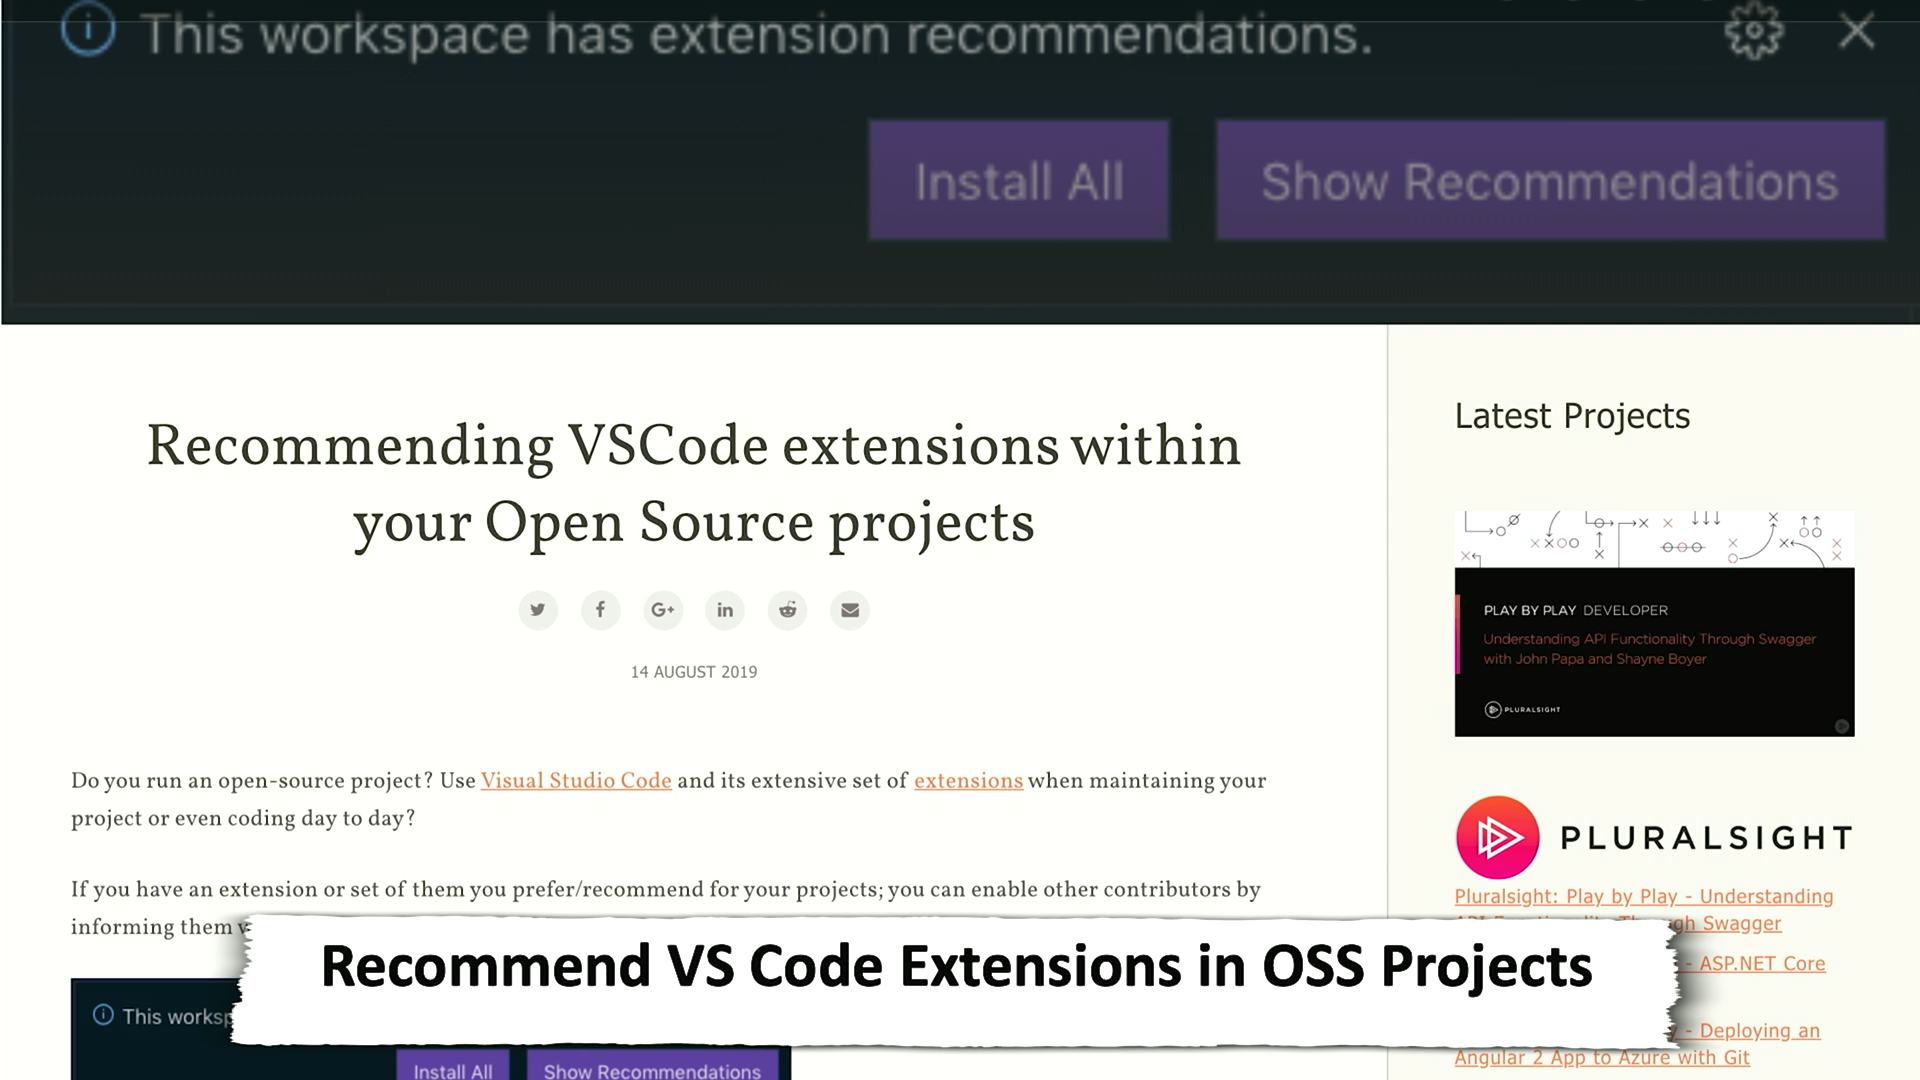 This workspace has extension recommendations.
Install All
Show Recommendations
Recommending VSCode extensions within
your Open Source projects
14 AUGUST 2019
Do you run an open-source project? Use Visual Studio Code and its extensive set of extensions when maintaining your
project or even coding day to day?
If you have an extension or set of them you prefer/recommend for your projects; you can enable other contributors by
informing them
This worksp
Install All
Show Recommendations
Recommend VS Code Extensions in OSS Projects
Latest Projects
PLAY BY PLAY DEVELOPER
Understanding API Functionality Through Swagger
with John Papa and Shayne Boyer
PLURALSIGHT
PLURALSIGHT
Pluralsight: Play by Play - Understanding
Swagger
- ASP.NET Core
- Deploying an
Angular 2 App to Azure with Git